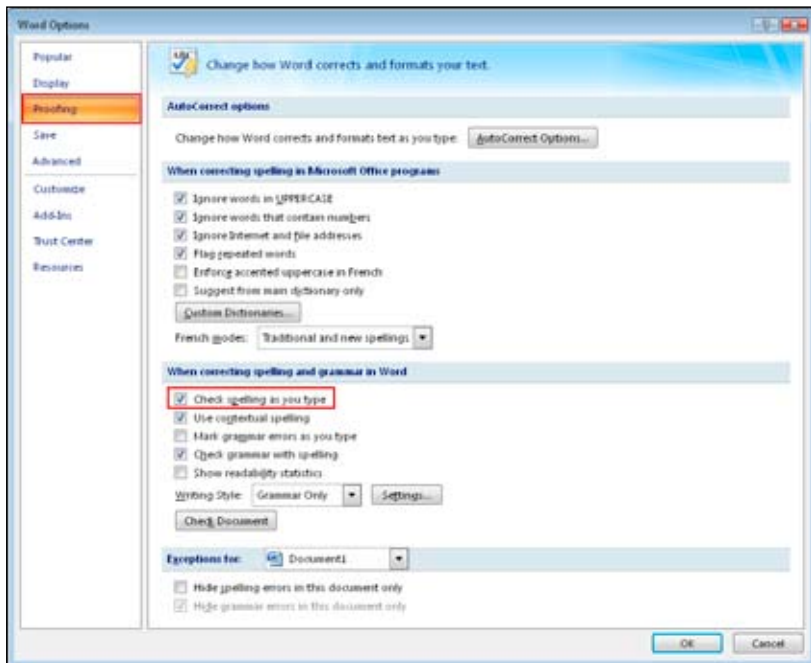 Word Options
Popular
Display
Proofing
Save
Advanced
Customize
Add-Ins
Trust Center
Resources
ABC
Change how Word corrects and formats your text.
AutoCorrect options
Change how Word corrects and formats text as you type: AutoCorrect Options...
When correcting spelling in Microsoft Office programs
Ignore words in UPPERCASE
Ignore words that contain numbers
Ignore Internet and file addresses
Flag repeated words
Enforce accented uppercase in French
Suggest from main dictionary only
Custom Dictionaries...
French modes: Traditional and new spellings
When correcting spelling and grammar in Word
Check spelling as you type
Use contextual spelling
Mark grammar errors as you type
Check grammar with spelling
Show readability statistics
Writing Style: Grammar Only Settings...
Check Document
Exceptions for: Document1
Hide spelling errors in this document only
Hide grammar errors in this document only
OK Cancel